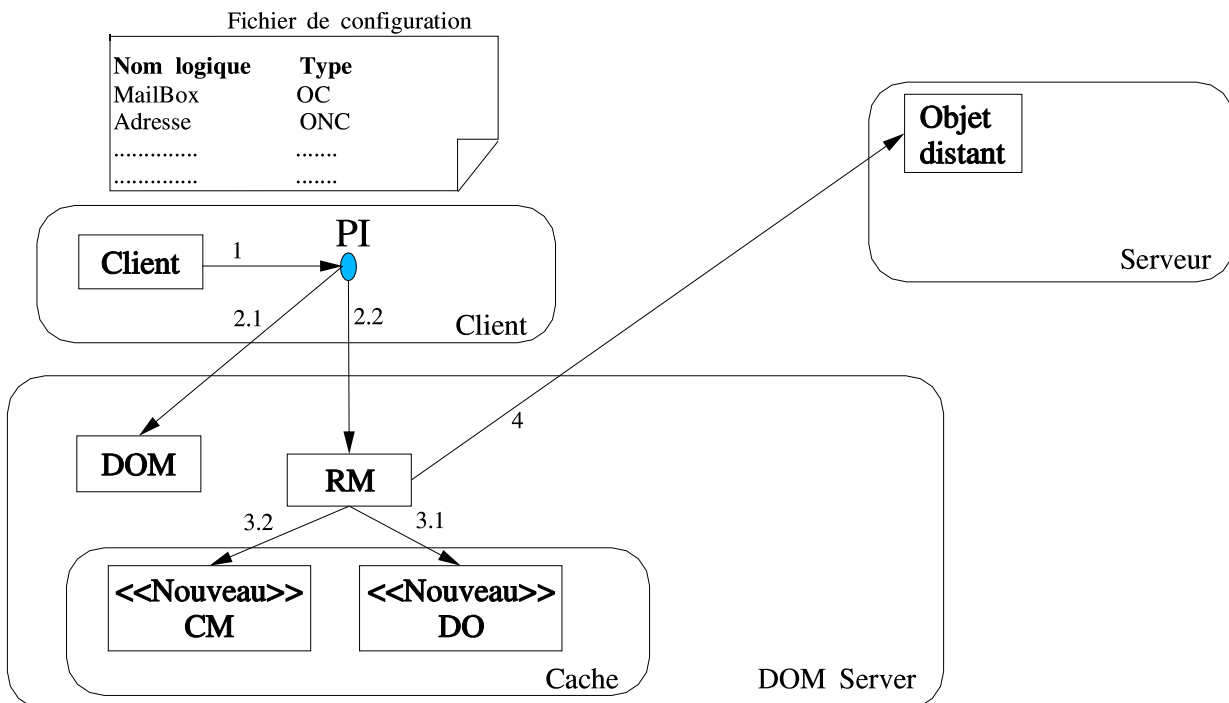 Fichier de configuration
Nom logique Type
MailBox OC
Adresse ONC
.............. .......
.............. .......
Objet
distant
Serveur
PI
Client
1
2.1
2.2
Client
4
DOM
RM
3.2
3.1
<<Nouveau>>
CM
<<Nouveau>>
DO
Cache
DOM Server